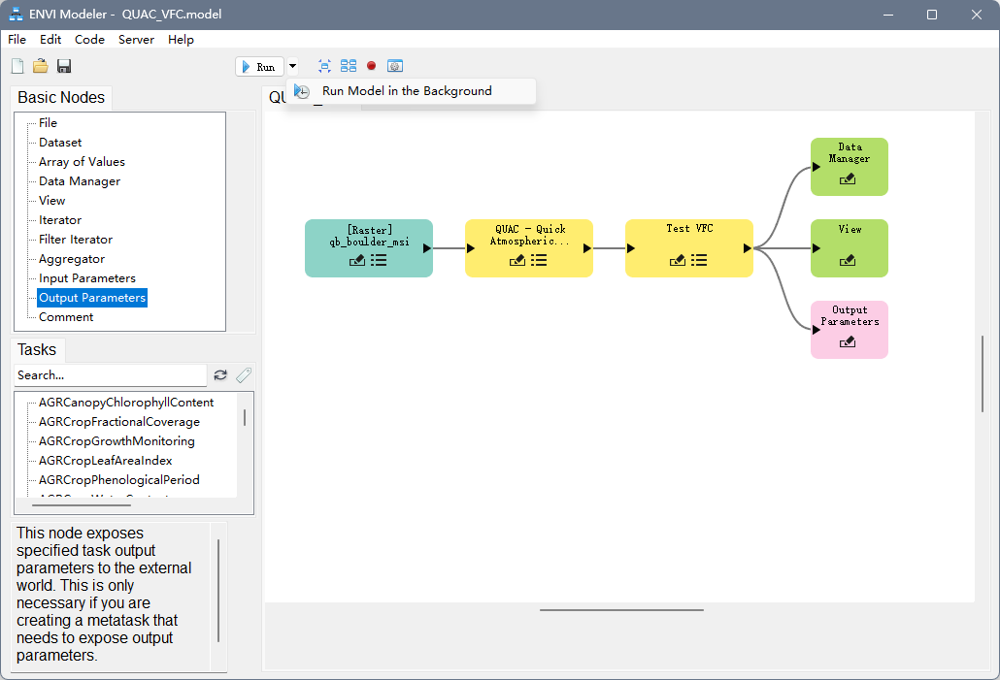 ENVI Modeler - QUAC_VFC.model
File Edit Code Server Help
Run
Run Model in the Background
Basic Nodes
File
Dataset
Array of Values
Data Manager
View
Iterator
Filter Iterator
Aggregator
Input Parameters
Output Parameters
Comment
Tasks
Search...
AGRCanopyChlorophyllContent
AGRCropFractionalCoverage
AGRCropGrowthMonitoring
AGRCropLeafAreaIndex
AGRCropPhenologicalPeriod
This node exposes
specified task output
parameters to the external
world. This is only
necessary if you are
creating a metatask that
needs to expose output
parameters.
[Raster]
qb_boulder_msi
QUAC - Quick
Atmospheric...
Test VFC
Data
Manager
View
Output
Parameters